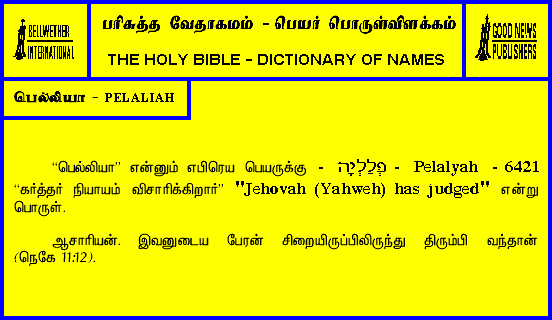 BELLWETHER
INTERNATIONAL
பரிசுத்த வேதாகமம் - பெயர் பொருள்விளக்கம்
THE HOLY BIBLE - DICTIONARY OF NAMES
GOOD NEWS
PUBLISHERS
பெல்லியா - PELALIAH
“பெல்லியா” என்னும் எபிரெய பெயருக்கு - פְּלַלְיָה - Pelalyah - 6421
“கர்த்தர் நியாயம் விசாரிக்கிறார்” "Jehovah (Yahweh) has judged" என்று
பொருள்.
ஆசாரியன். இவனுடைய பேரன் சிறையிருப்பிலிருந்து திரும்பி வந்தான்
(நெகே 11:12).